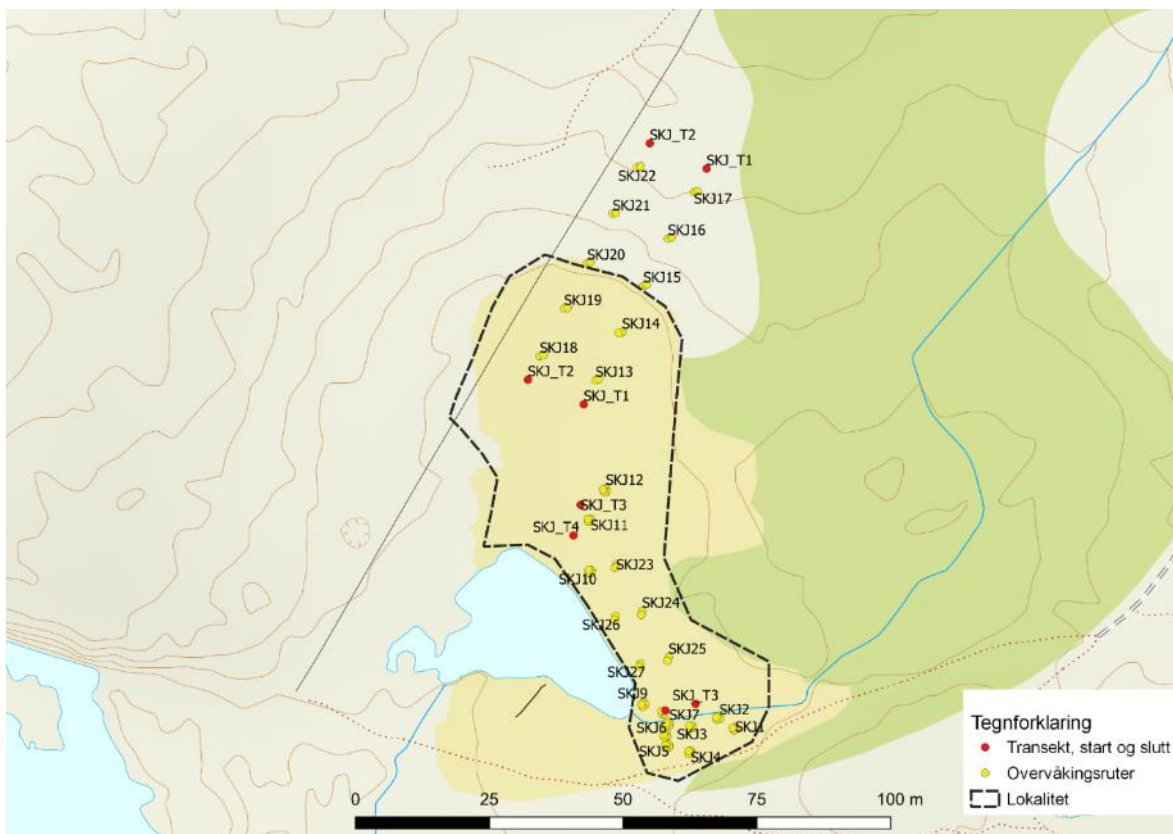 SKJ_T2
SKJ_T1
SKJ22
SKJ17
SKJ21
SKJ16
SKJ20
SKJ15
SKJ19
SKJ14
SKJ18
SKJ_T2
SKJ13
SKJ_T1
SKJ12
SKJ_T3
SKJ_T4
SKJ11
SKJ10
SKJ23
SKJ24
SKJ26
SKJ25
SKJ27
SKJ9
SKJ_T3
SKJ7
SKJ2
SKJ6
SKJ3
SKJ1
SKJ5
SKJ4
Tegnforklaring
Transekt, start og slutt
Overvåkingsruter
Lokalitet
0 25 50 75 100 m